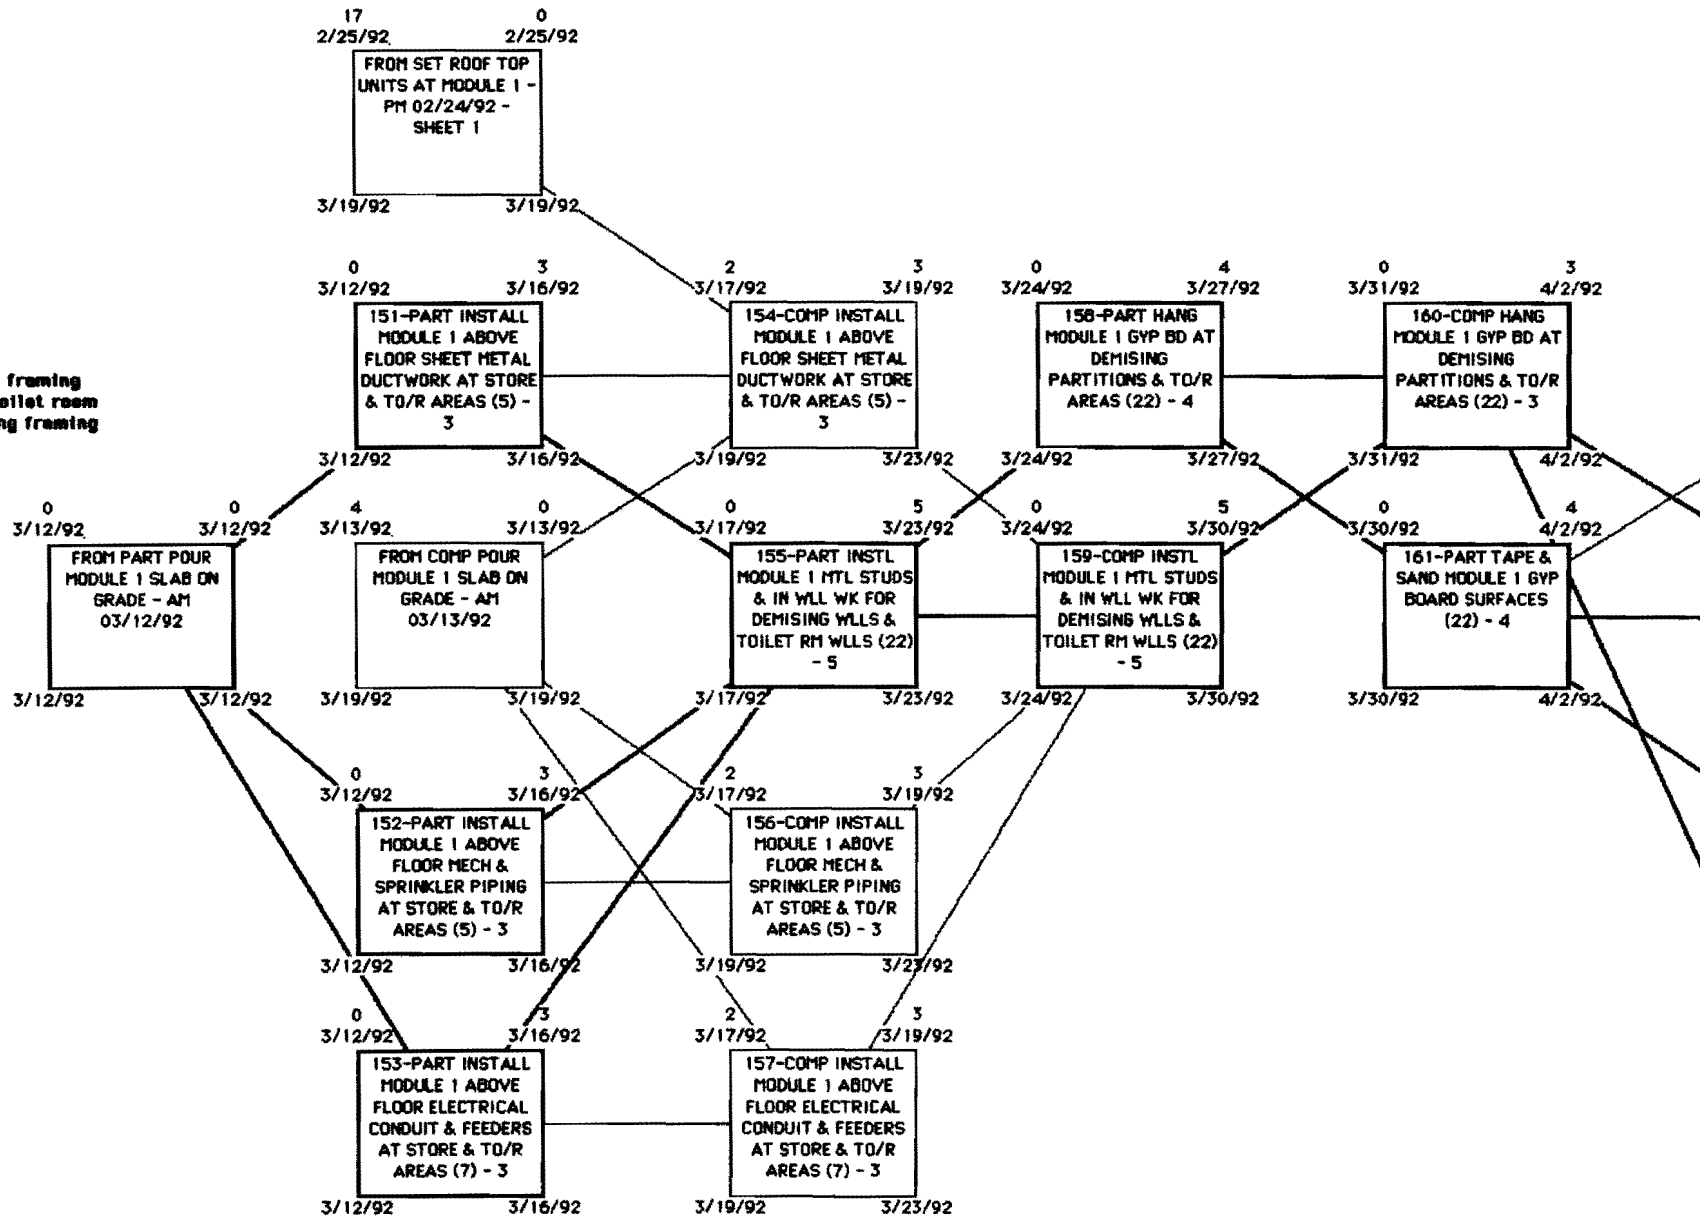 17 0
2/25/92 2/25/92
FROM SET ROOF TOP
UNITS AT MODULE 1 -
PM 02/24/92 -
SHEET 1
3/19/92 3/19/92
0 3
3/12/92 3/16/92
151-PART INSTALL
MODULE 1 ABOVE
FLOOR SHEET METAL
DUCTWORK AT STORE
& TO/R AREAS (5) -
3
3/12/92 3/16/92
2 3
3/17/92 3/19/92
154-COMP INSTALL
MODULE 1 ABOVE
FLOOR SHEET METAL
DUCTWORK AT STORE
& TO/R AREAS (5) -
3
3/19/92 3/23/92
0 4
3/24/92 3/27/92
158-PART HANG
MODULE 1 GYP BD AT
DEMISING
PARTITIONS & TO/R
AREAS (22) - 4
3/24/92 3/27/92
0 3
3/31/92 4/2/92
160-COMP HANG
MODULE 1 GYP BD AT
DEMISING
PARTITIONS & TO/R
AREAS (22) - 3
3/31/92 4/2/92
framing
room
framing
0 0
3/12/92 3/12/92
FROM PART POUR
MODULE 1 SLAB ON
GRADE - AM
03/12/92
3/12/92 3/12/92
4 0
3/13/92 3/13/92
FROM COMP POUR
MODULE 1 SLAB ON
GRADE - AM
03/13/92
3/19/92 3/19/92
0 5
3/17/92 3/23/92
155-PART INSTL
MODULE 1 MTL STUDS
& IN WLL WK FOR
DEMISING WLLS &
TOILET RM WLLS (22)
- 5
3/17/92 3/23/92
0 5
3/24/92 3/30/92
159-COMP INSTL
MODULE 1 MTL STUDS
& IN WLL WK FOR
DEMISING WLLS &
TOILET RM WLLS (22)
- 5
3/24/92 3/30/92
0 4
3/30/92 4/2/92
161-PART TAPE &
SAND MODULE 1 GYP
BOARD SURFACES
(22) - 4
3/30/92 4/2/92
0 3
3/12/92 3/16/92
152-PART INSTALL
MODULE 1 ABOVE
FLOOR MECH &
SPRINKLER PIPING
AT STORE & TO/R
AREAS (5) - 3
3/12/92 3/16/92
2 3
3/17/92 3/19/92
156-COMP INSTALL
MODULE 1 ABOVE
FLOOR MECH &
SPRINKLER PIPING
AT STORE & TO/R
AREAS (5) - 3
3/19/92 3/23/92
0 3
3/12/92 3/16/92
153-PART INSTALL
MODULE 1 ABOVE
FLOOR ELECTRICAL
CONDUIT & FEEDERS
AT STORE & TO/R
AREAS (7) - 3
3/12/92 3/16/92
2 3
3/17/92 3/19/92
157-COMP INSTALL
MODULE 1 ABOVE
FLOOR ELECTRICAL
CONDUIT & FEEDERS
AT STORE & TO/R
AREAS (7) - 3
3/19/92 3/23/92